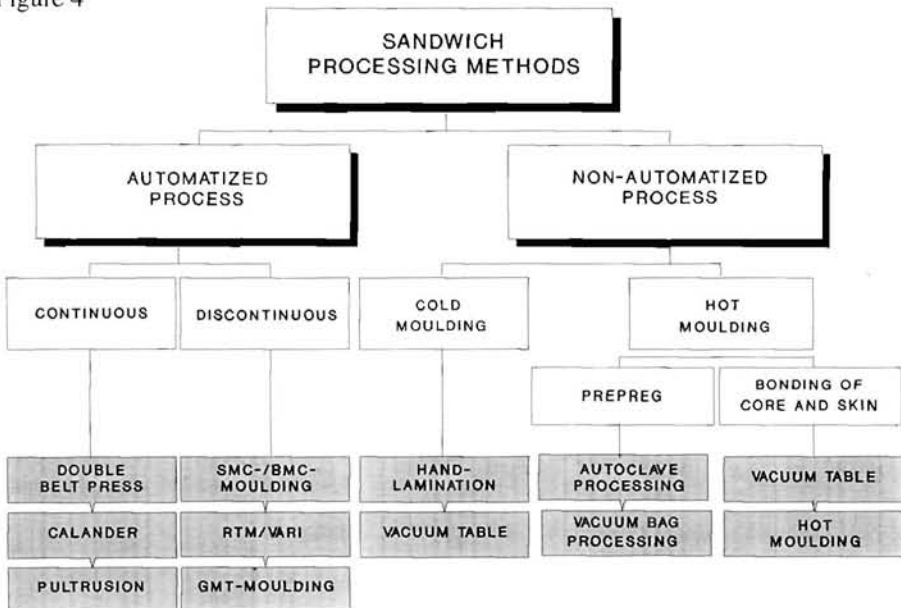 Figure 4
SANDWICH
PROCESSING METHODS
AUTOMATIZED
PROCESS
NON-AUTOMATIZED
PROCESS
CONTINUOUS
DISCONTINUOUS
COLD
MOULDING
HOT
MOULDING
PREPREG
BONDING OF
CORE AND SKIN
DOUBLE
BELT PRESS
SMC-/BMC-
MOULDING
HAND-
LAMINATION
AUTOCLAVE
PROCESSING
VACUUM TABLE
CALANDER
RTM/VARI
VACUUM TABLE
VACUUM BAG
PROCESSING
HOT
MOULDING
PULTRUSION
GMT-MOULDING